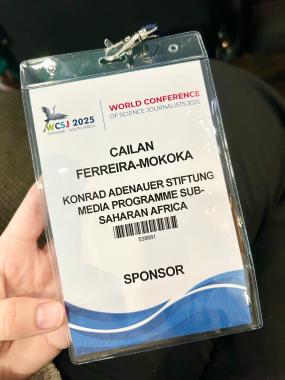 WCSJ 2025
WORLD CONFERENCE
OF SCIENCE JOURNALISTS 2025
CAILAN
FERREIRA-MOKOKA
KONRAD ADENAUER STIFTUNG
MEDIA PROGRAMME SUB-
SAHARAN AFRICA
SPONSOR